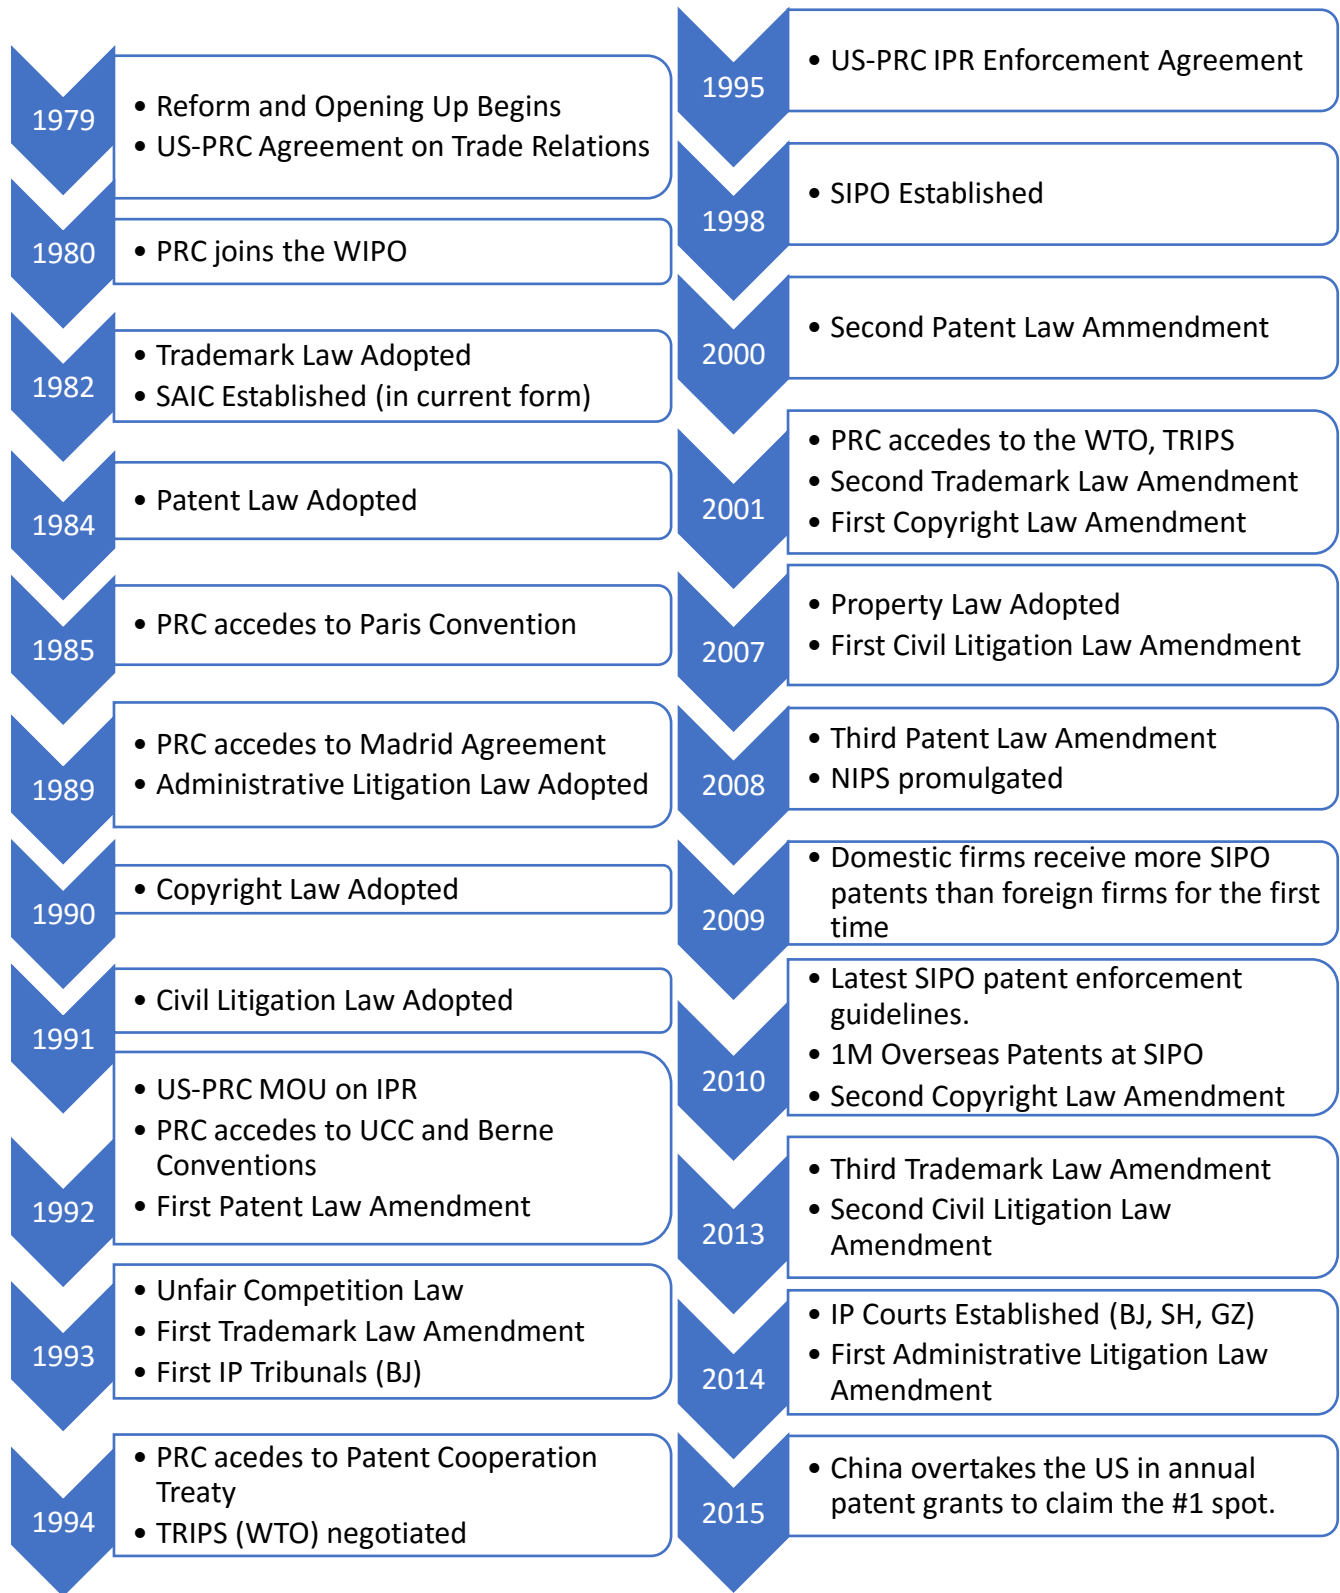 1979
• Reform and Opening Up Begins
• US-PRC Agreement on Trade Relations
1980
• PRC joins the WIPO
1982
• Trademark Law Adopted
• SAIC Established (in current form)
1984
• Patent Law Adopted
1985
• PRC accedes to Paris Convention
1989
• PRC accedes to Madrid Agreement
• Administrative Litigation Law Adopted
1990
• Copyright Law Adopted
1991
• Civil Litigation Law Adopted
1992
• US-PRC MOU on IPR
• PRC accedes to UCC and Berne
Conventions
• First Patent Law Amendment
1993
• Unfair Competition Law
• First Trademark Law Amendment
• First IP Tribunals (BJ)
1994
• PRC acedes to Patent Cooperation
Treaty
• TRIPS (WTO) negotiated
1995
• US-PRC IPR Enforcement Agreement
1998
• SIPO Established
2000
• Second Patent Law Ammendment
2001
• PRC accedes to the WTO, TRIPS
• Second Trademark Law Amendment
• First Copyright Law Amendment
2007
• Property Law Adopted
• First Civil Litigation Law Amendment
2008
• Third Patent Law Amendment
• NIPS promulgated
2009
• Domestic firms receive more SIPO
patents than foreign firms for the first
time
2010
• Latest SIPO patent enforcement
guidelines.
• 1M Overseas Patents at SIPO
• Second Copyright Law Amendment
2013
• Third Trademark Law Amendment
• Second Civil Litigation Law
Amendment
2014
• IP Courts Established (BJ, SH, GZ)
• First Administrative Litigation Law
Amendment
2015
• China overtakes the US in annual
patent grants to claim the #1 spot.